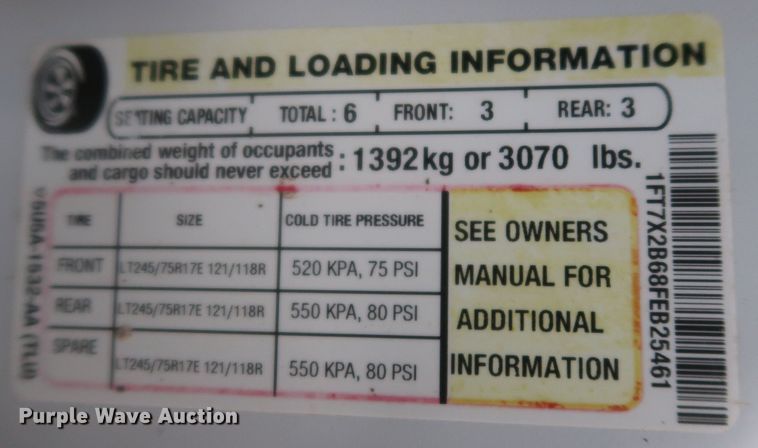 TIRE AND LOADING INFORMATION
SEATING CAPACITY TOTAL : 6 FRONT: 3 REAR: 3
The combined weight of occupants
and cargo should never exceed : 1392kg or 3070 lbs.
TIRE SIZE COLD TIRE PRESSURE
FRONT LT245/75R17E 121/118R 520 KPA, 75 PSI
REAR LT245/75R17E 121/118R 550 KPA, 80 PSI
SPARE LT245/75R17E 121/118R 550 KPA, 80 PSI
SEE OWNERS
MANUAL FOR
ADDITIONAL
INFORMATION
1FT7X2B68FEB25461
Purple Wave Auction